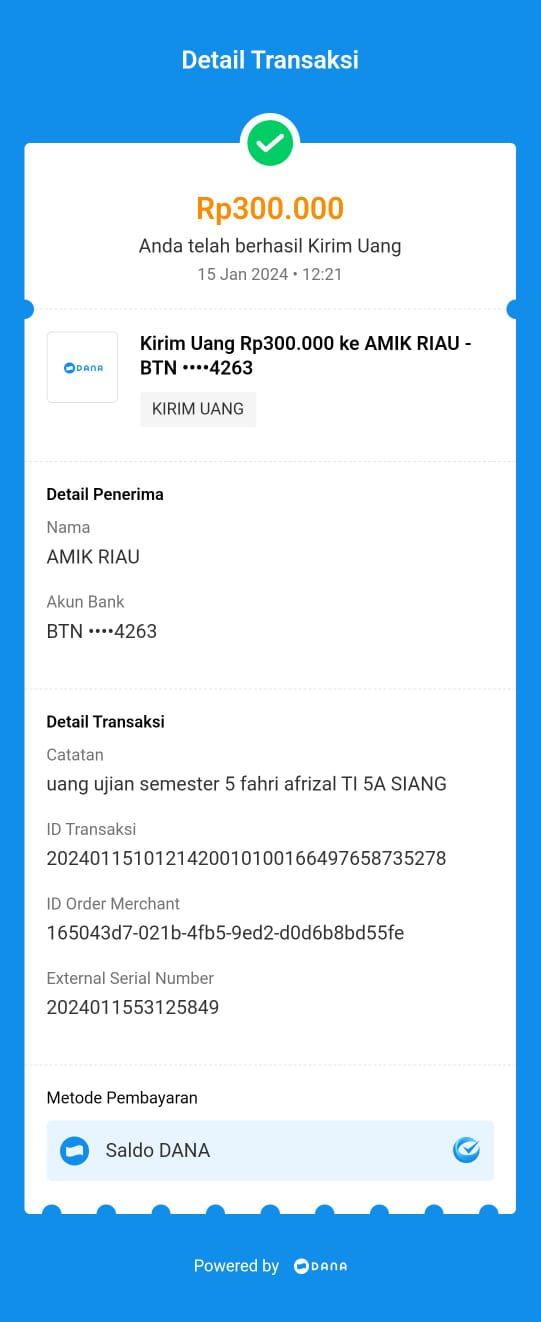 Detail Transaksi
Rp300.000
Anda telah berhasil Kirim Uang
15 Jan 2024 • 12:21
DANA
Kirim Uang Rp300.000 ke AMIK RIAU -
BTN ••••4263
KIRIM UANG
Detail Penerima
Nama
AMIK RIAU
Akun Bank
BTN ••••4263
Detail Transaksi
Catatan
uang ujian semester 5 fahri afrizal TI 5A SIANG
ID Transaksi
2024011510121420010100166497658735278
ID Order Merchant
165043d7-021b-4fb5-9ed2-d0d6b8bd55fe
External Serial Number
2024011553125849
Metode Pembayaran
Saldo DANA
Powered by DANA